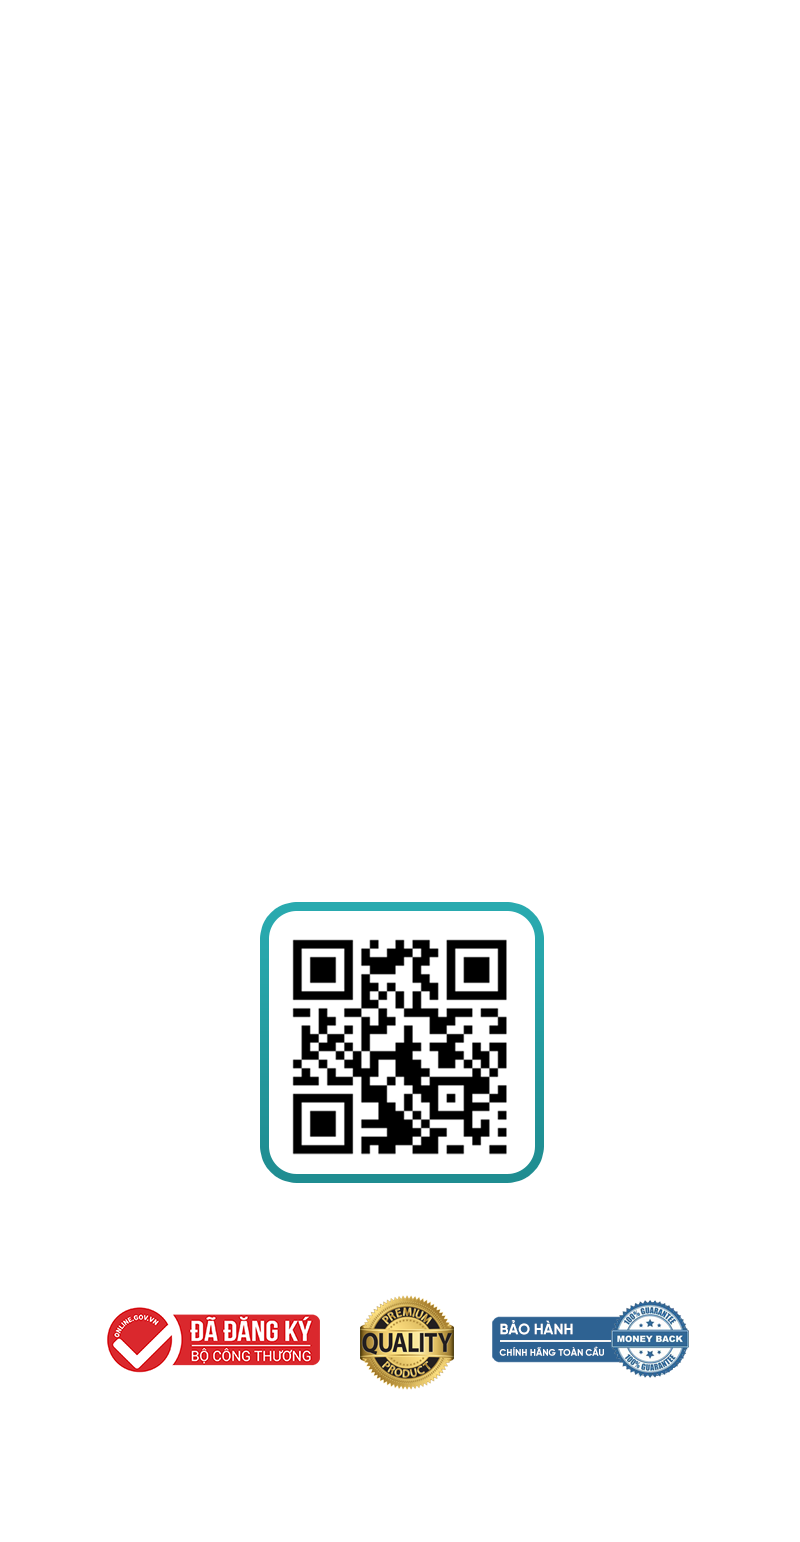 ONLINE.GOV.VN
ĐÃ ĐĂNG KÝ
BỘ CÔNG THƯƠNG
PREMIUM
QUALITY
PRODUCT
BẢO HÀNH
CHÍNH HÃNG TOÀN CẦU
100% GUARANTEE
MONEY BACK
100% GUARANTEE